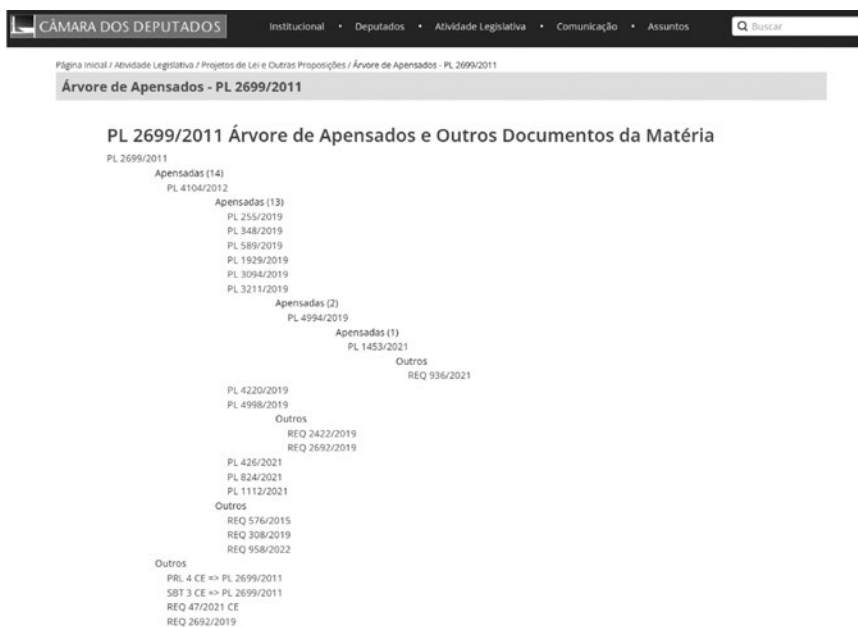 CÂMARA DOS DEPUTADOS Institucional • Deputados • Atividade Legislativa • Comunicação • Assuntos Buscar
Página Inicial / Atividade Legislativa / Projetos de Lei e Outras Proposições / Árvore de Apensados - PL 2699/2011
Árvore de Apensados - PL 2699/2011
PL 2699/2011 Árvore de Apensados e Outros Documentos da Matéria
PL 2699/2011
Apensadas (14)
PL 4104/2012
Apensadas (13)
PL 255/2019
PL 348/2019
PL 589/2019
PL 1929/2019
PL 3094/2019
PL 3211/2019
Apensadas (2)
PL 4994/2019
Apensadas (1)
PL 1453/2021
Outros
REQ 936/2021
PL 4220/2019
PL 4998/2019
Outros
REQ 2422/2019
REQ 2692/2019
PL 426/2021
PL 824/2021
PL 1112/2021
Outros
REQ 576/2015
REQ 308/2019
REQ 958/2022
Outros
PRL 4 CE => PL 2699/2011
SBT 3 CE => PL 2699/2011
REQ 47/2021 CE
REQ 2692/2019